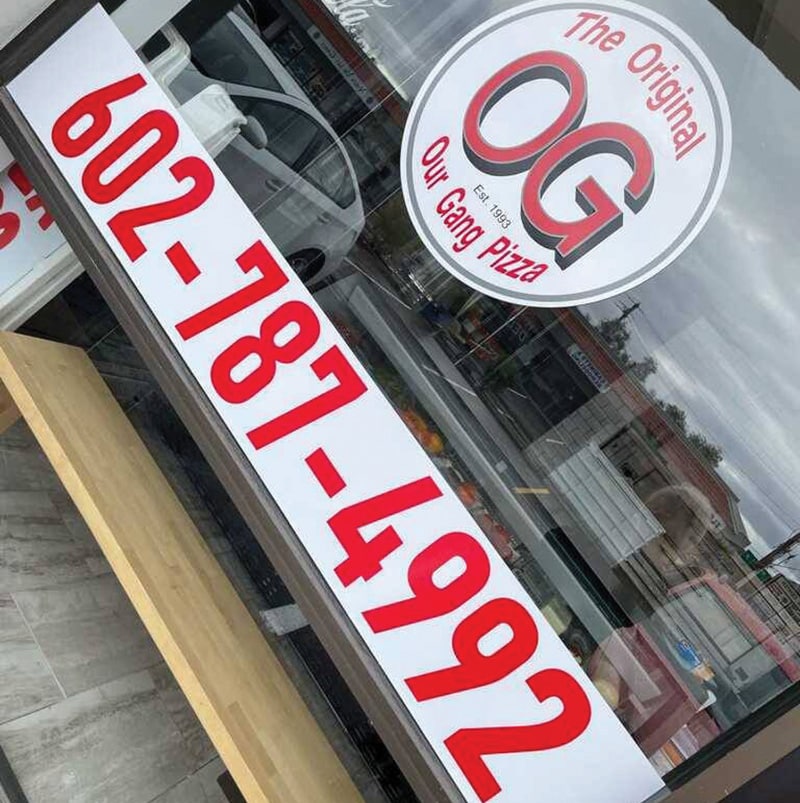 602-787-4992
The Original
OG
Est. 1993
Our Gang Pizza